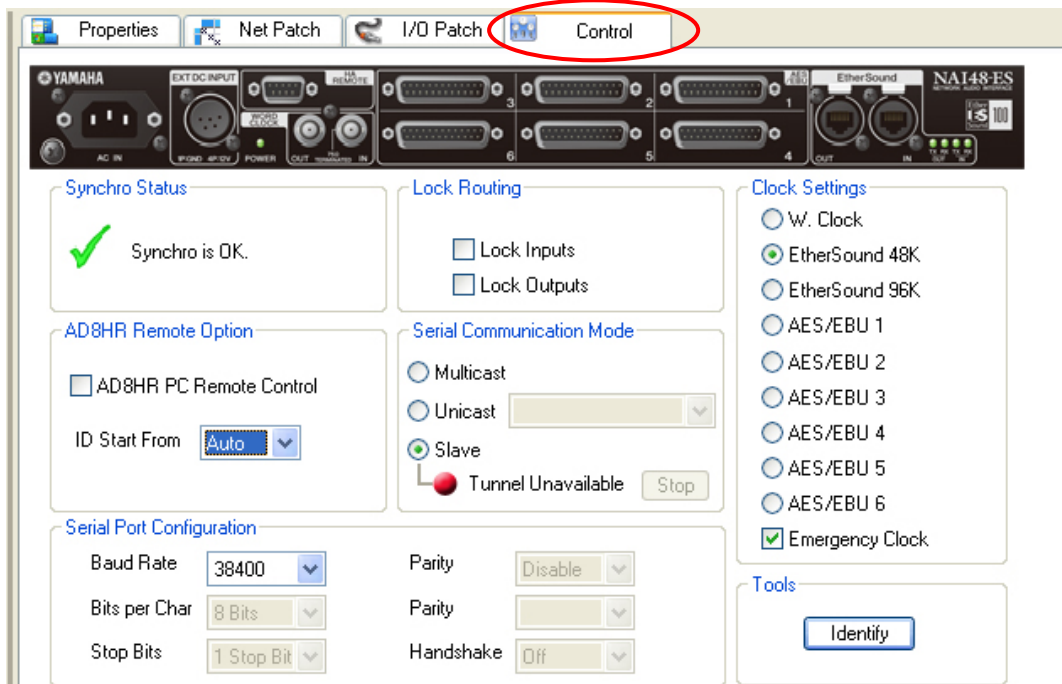 Properties
Net Patch
I/O Patch
Control
YAMAHA
EXT DC INPUT
HA REMOTE
AES/EBU
EtherSound
NAI48-ES
NETWORK AUDIO INTERFACE
WORD CLOCK
3
2
1
6
5
4
AC IN
POWER
OUT
IN
OUT
IN
Synchro Status
Synchro is OK.
Lock Routing
Lock Inputs
Lock Outputs
Clock Settings
W. Clock
EtherSound 48K
EtherSound 96K
AES/EBU 1
AES/EBU 2
AES/EBU 3
AES/EBU 4
AES/EBU 5
AES/EBU 6
Emergency Clock
AD8HR Remote Option
AD8HR PC Remote Control
ID Start From Auto
Serial Communication Mode
Multicast
Unicast
Slave
Tunnel Unavailable Stop
Serial Port Configuration
Baud Rate 38400
Parity Disable
Bits per Char 8 Bits
Parity
Stop Bits 1 Stop Bit
Handshake Off
Tools
Identify